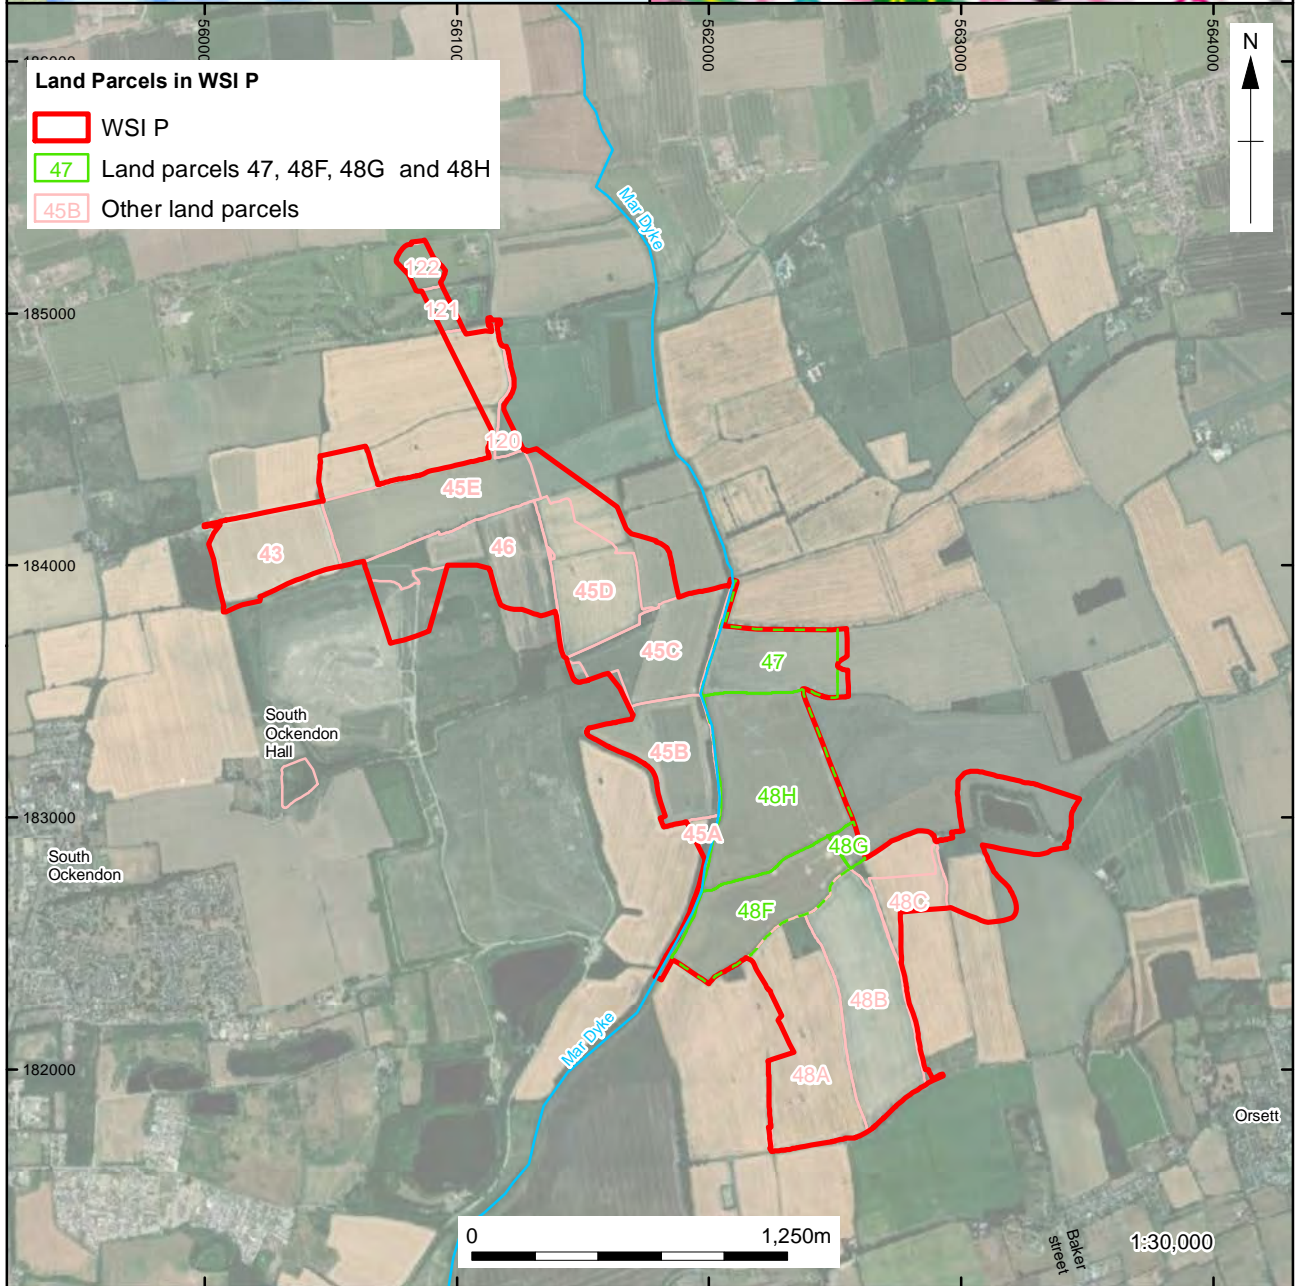 560000
561000
562000
563000
564000
186000
Land Parcels in WSI P
WSI P
47
Land parcels 47, 48F, 48G and 48H
45B
Other land parcels
N
Mar Dyke
122
121
185000
120
45E
43
46
184000
45D
45C
47
South
Ockendon
Hall
45B
48H
183000
45A
48G
South
Ockendon
48C
48F
48B
Mar Dyke
182000
48A
Orsett
0
1,250m
Baker
street
1:30,000